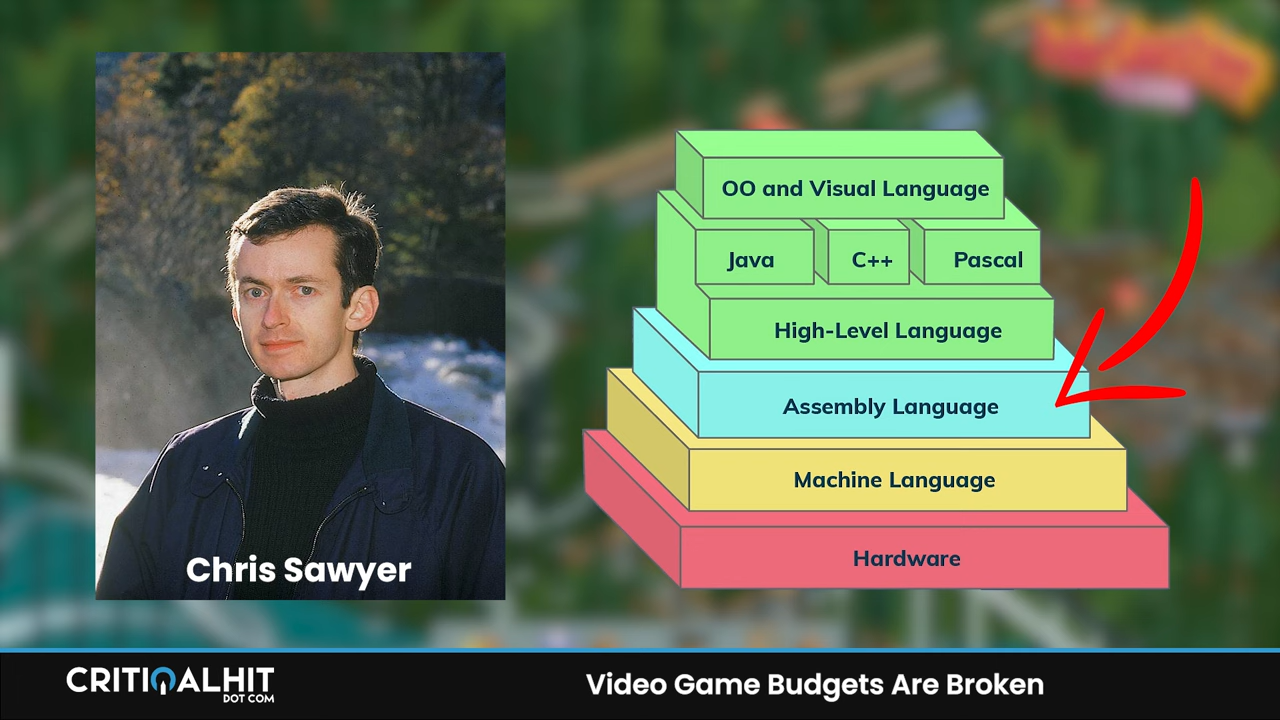 Chris Sawyer
OO and Visual Language
Java
C++
Pascal
High-Level Language
Assembly Language
Machine Language
Hardware
CRITICALHIT
DOT COM
Video Game Budgets Are Broken